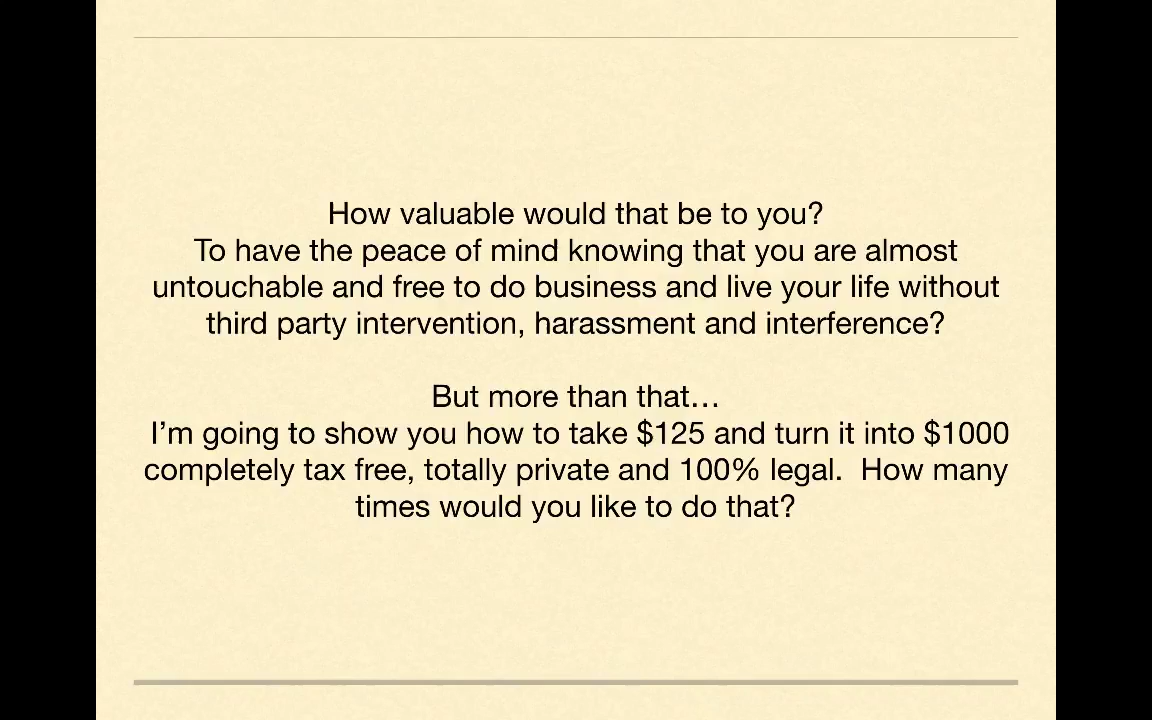 How valuable would that be to you?
To have the peace of mind knowing that you are almost
untouchable and free to do business and live your life without
third party intervention, harassment and interference?
But more than that…
I’m going to show you how to take $125 and turn it into $1000
completely tax free, totally private and 100% legal.  How many
times would you like to do that?